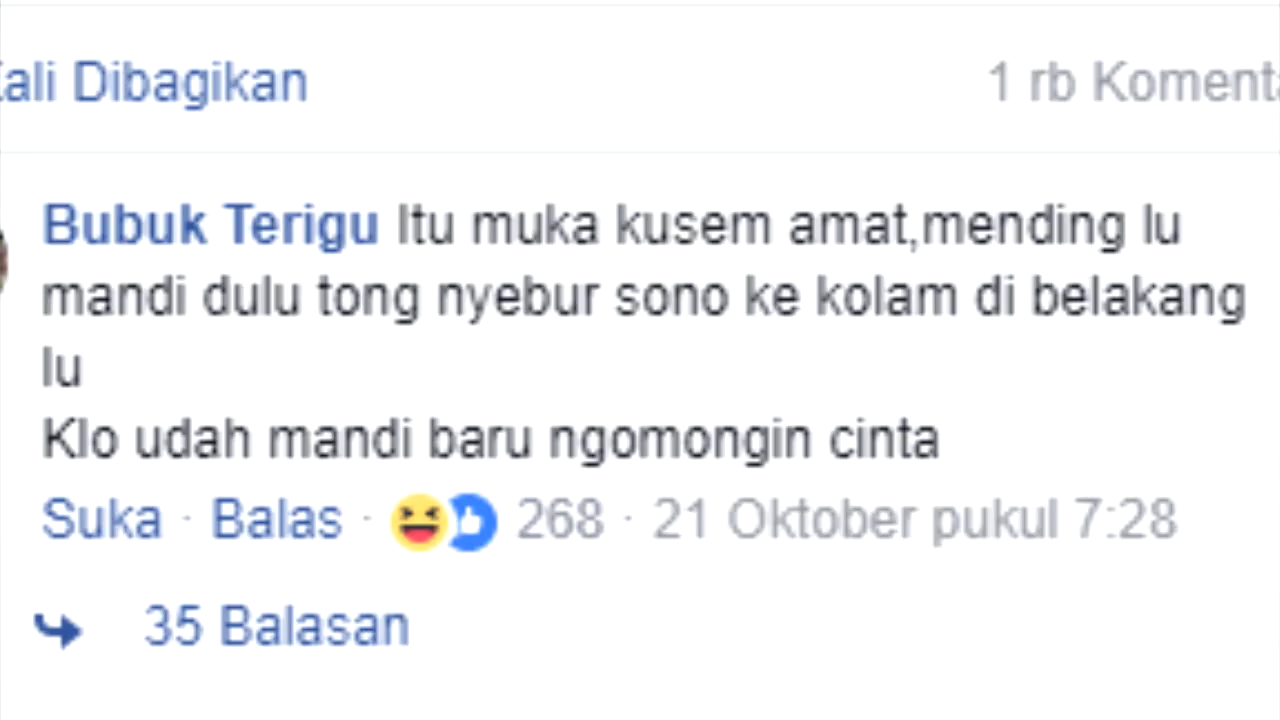 Kali Dibagikan
1 rb Komenta
Bubuk Terigu Itu muka kusem amat,mending lu
mandi dulu tong nyebur sono ke kolam di belakang
lu
Klo udah mandi baru ngomongin cinta
Suka · Balas · 268 · 21 Oktober pukul 7:28
35 Balasan